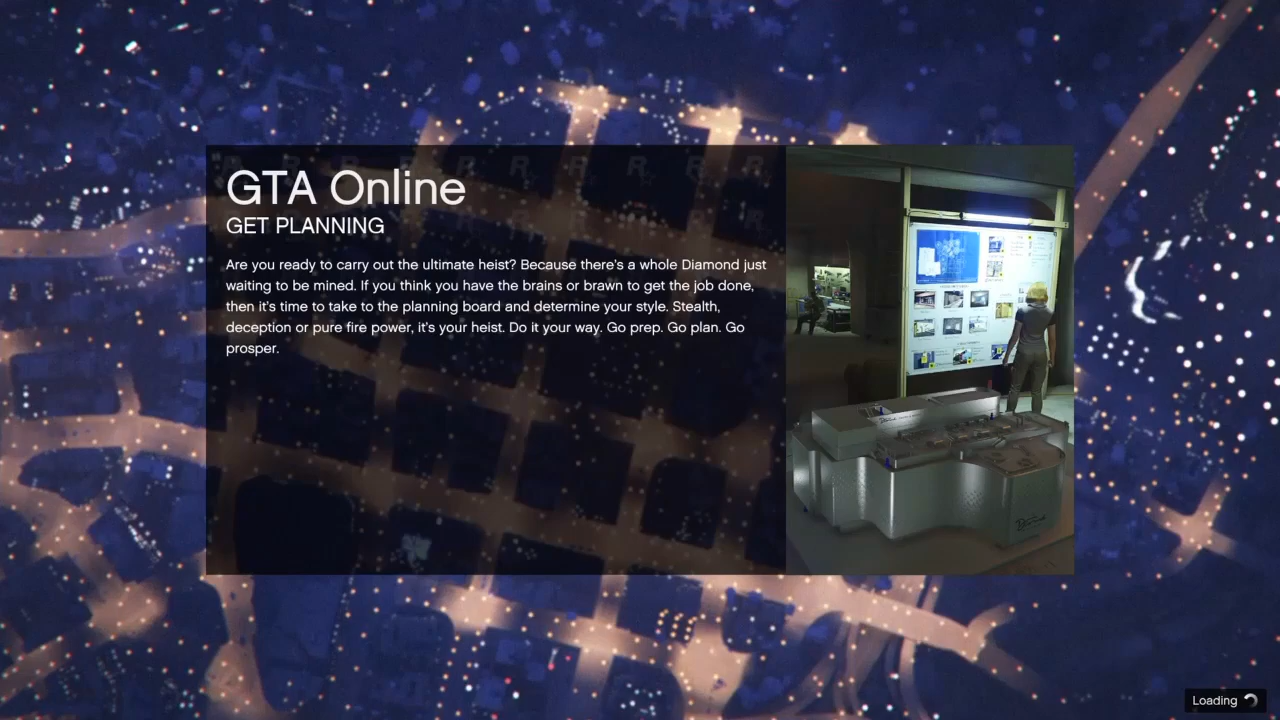 GTA Online
GET PLANNING
Are you ready to carry out the ultimate heist? Because there's a whole Diamond just
waiting to be mined. If you think you have the brains or brawn to get the job done,
then it's time to take to the planning board and determine your style. Stealth,
deception or pure fire power, it's your heist. Do it your way. Go prep. Go plan. Go
prosper.
Loading